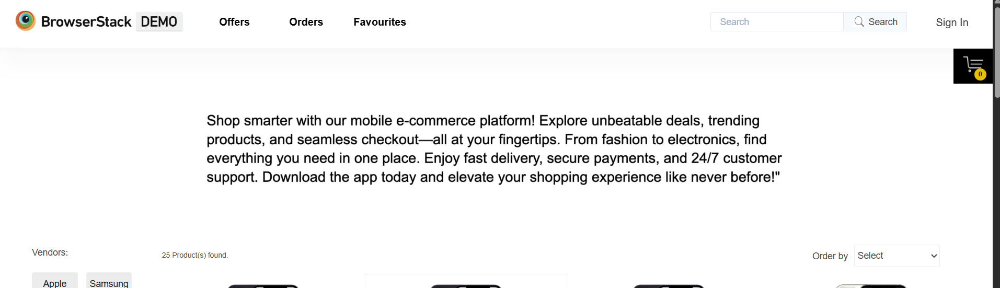 BrowserStack DEMO
Offers
Orders
Favourites
Search
Search
Sign In
0
Shop smarter with our mobile e-commerce platform! Explore unbeatable deals, trending
products, and seamless checkout—all at your fingertips. From fashion to electronics, find
everything you need in one place. Enjoy fast delivery, secure payments, and 24/7 customer
support. Download the app today and elevate your shopping experience like never before!"
Vendors:
25 Product(s) found.
Order by
Select
Apple
Samsung